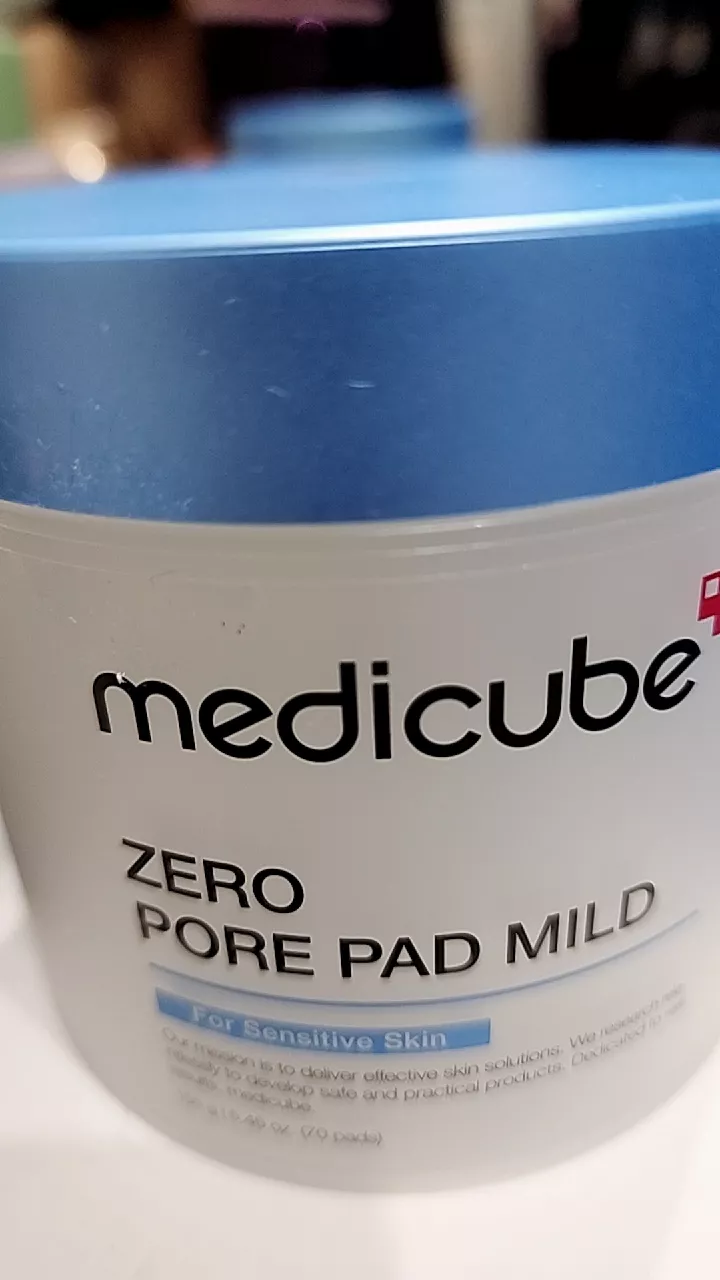 medicube
ZERO
PORE PAD MILD
For Sensitive Skin
Our mission is to deliver effective skin solutions. We research
to develop safe and practical products. Dedicated to
medicube
oz. (70 pads)